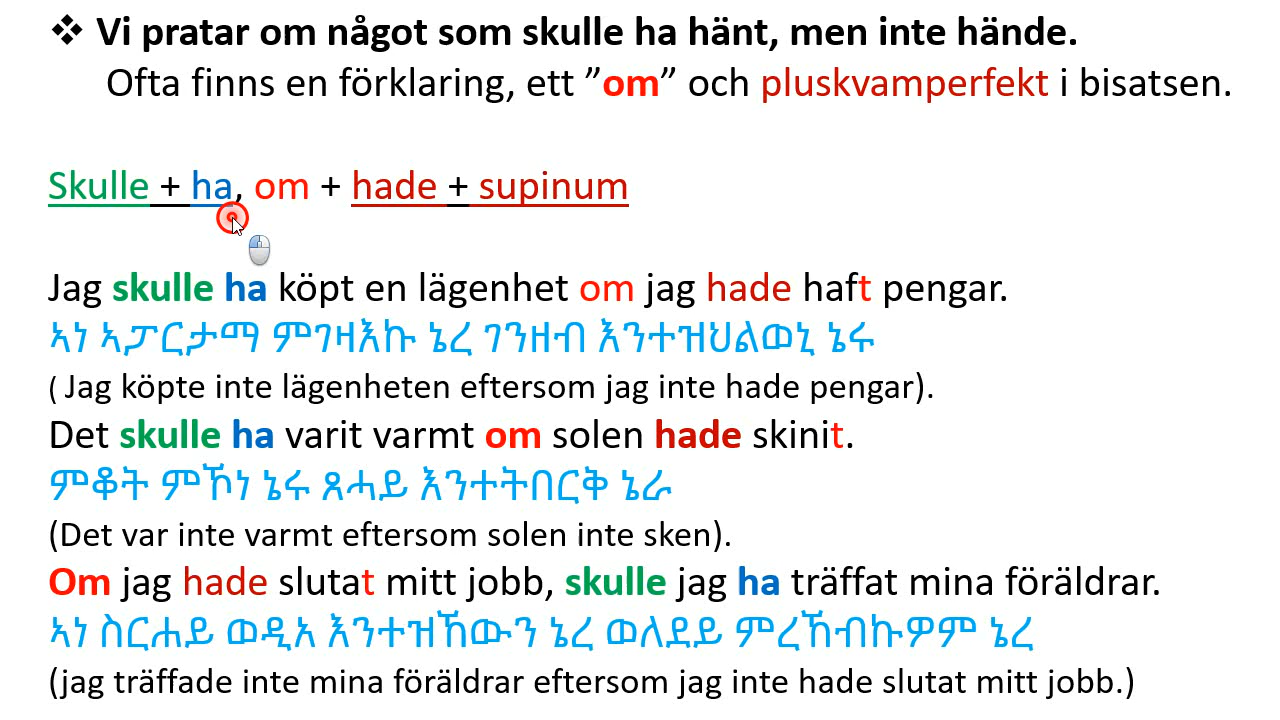 ❖ Vi pratar om något som skulle ha hänt, men inte hände.
Ofta finns en förklaring, ett ”om” och pluskvamperfekt i bisatsen.
Skulle + ha, om + hade + supinum
Jag skulle ha köpt en lägenhet om jag hade haft pengar.
ኣነ ኣፓርታማ ምገዛእኩ ኔረ ገንዘብ እንተዝህልወኒ ኔሩ
( Jag köpte inte lägenheten eftersom jag inte hade pengar).
Det skulle ha varit varmt om solen hade skinit.
ምቆት ምኾነ ኔሩ ጸሓይ እንተትበርቅ ኔራ
(Det var inte varmt eftersom solen inte sken).
Om jag hade slutat mitt jobb, skulle jag ha träffat mina föräldrar.
ኣነ ስርሐይ ወዲአ እንተዝኸውን ኔረ ወለደይ ምረኸብኩዎም ኔረ
(jag träffade inte mina föräldrar eftersom jag inte hade slutat mitt jobb.)